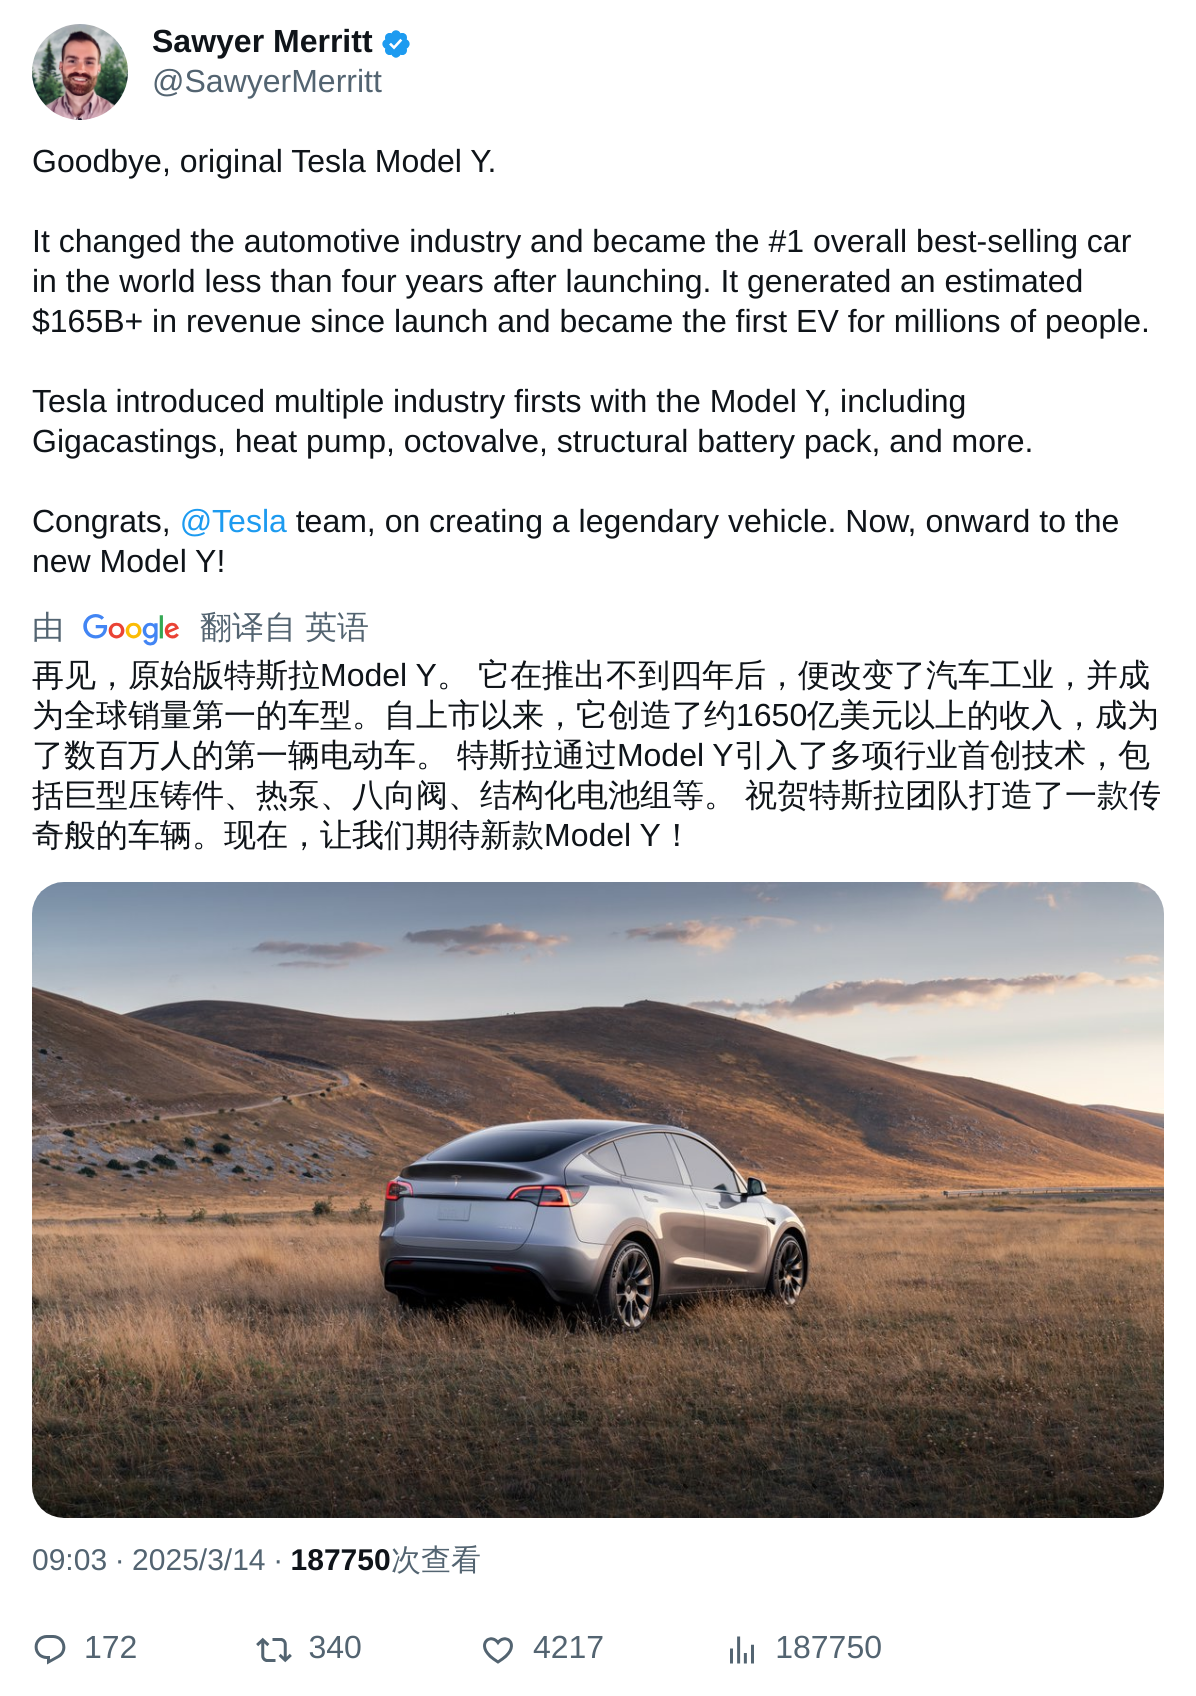 Sawyer Merritt
@SawyerMerritt
Goodbye, original Tesla Model Y.
It changed the automotive industry and became the #1 overall best-selling car
in the world less than four years after launching. It generated an estimated
$165B+ in revenue since launch and became the first EV for millions of people.
Tesla introduced multiple industry firsts with the Model Y, including
Gigacastings, heat pump, octovalve, structural battery pack, and more.
Congrats, @Tesla team, on creating a legendary vehicle. Now, onward to the
new Model Y!
由 Google 翻译自 英语
再见，原始版特斯拉Model Y。 它在推出不到四年后，便改变了汽车工业，并成
为全球销量第一的车型。自上市以来，它创造了约1650亿美元以上的收入，成为
了数百万人的第一辆电动车。 特斯拉通过Model Y引入了多项行业首创技术，包
括巨型压铸件、热泵、八向阀、结构化电池组等。 祝贺特斯拉团队打造了一款传
奇般的车辆。现在，让我们期待新款Model Y！
09:03 · 2025/3/14 · 187750次查看
172 340 4217 187750